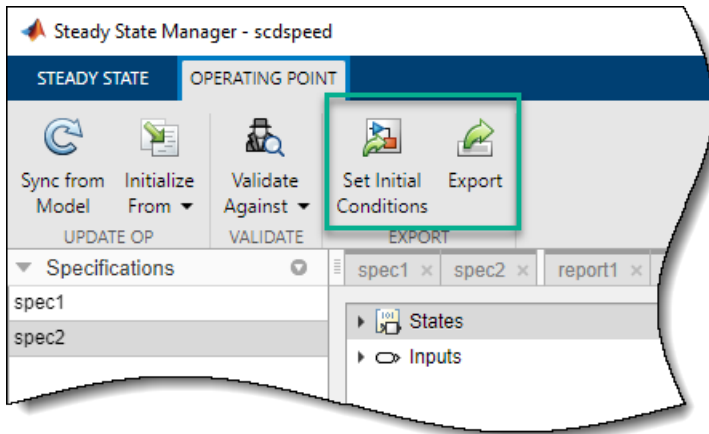 Steady State Manager - scdspeed
STEADY STATE OPERATING POINT
Sync from Initialize Validate Set Initial Export
Model From Against Conditions
UPDATE OP VALIDATE EXPORT
Specifications spec1 spec2 report1
spec1
States
spec2
Inputs